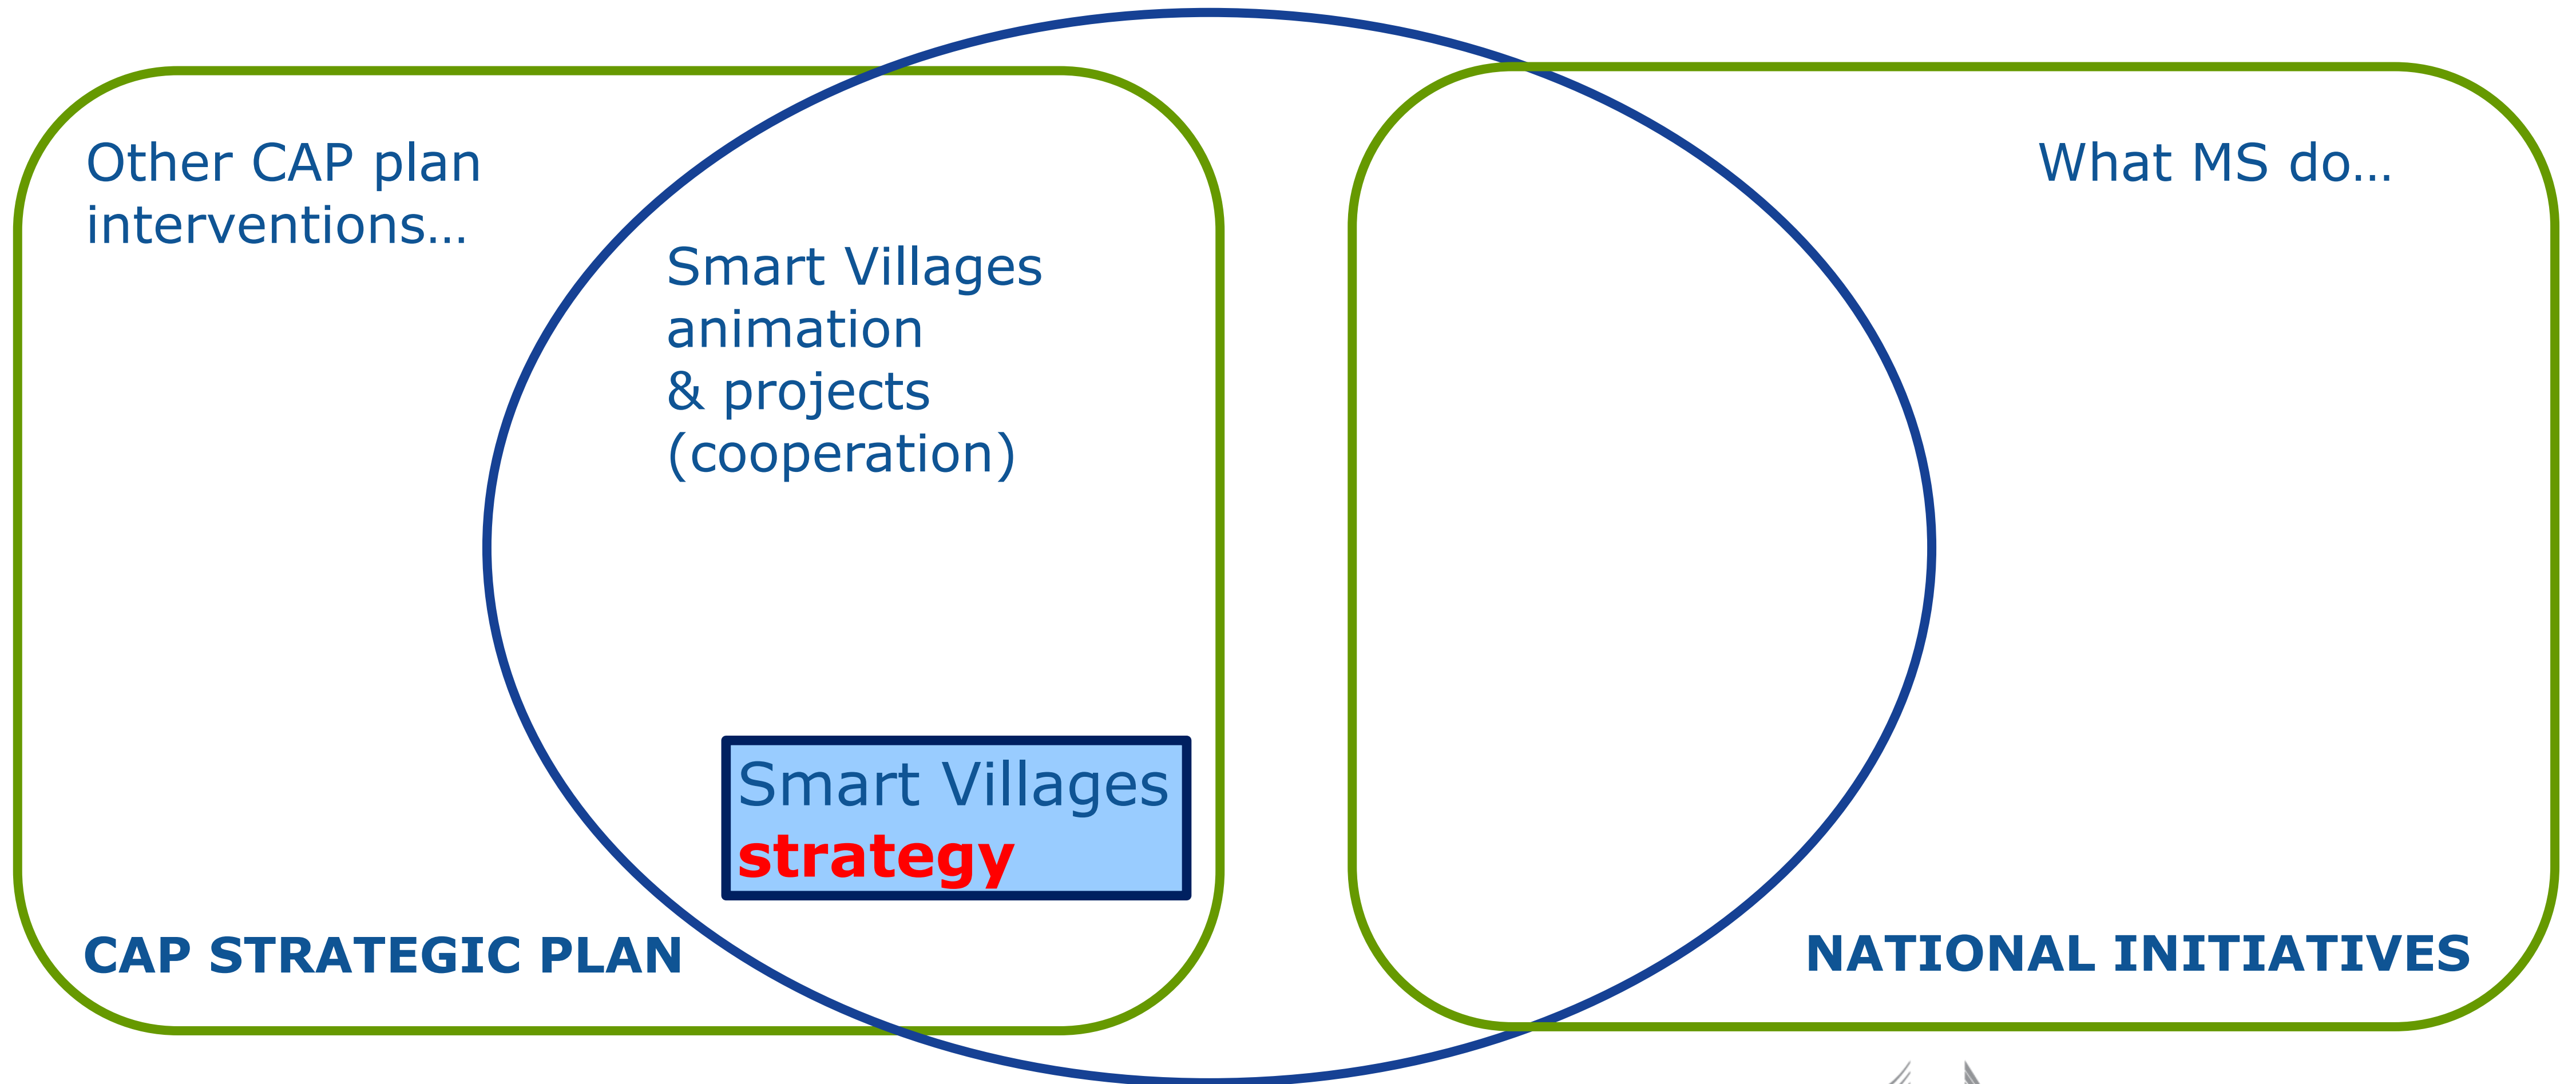 Other CAP plan
interventions…
Smart Villages
animation
& projects
(cooperation)
Smart Villages
strategy
CAP STRATEGIC PLAN
What MS do…
NATIONAL INITIATIVES